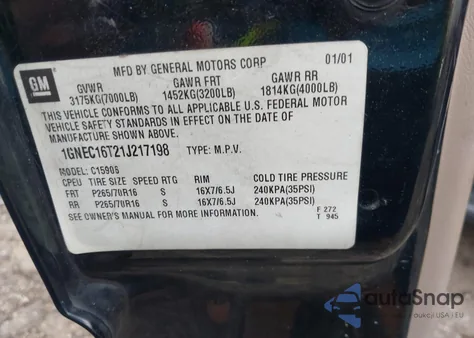 GM
MFD BY GENERAL MOTORS CORP 01/01
GVWR GAWR FRT GAWR RR
3175KG(7000LB) 1452KG(3200LB) 1814KG(4000LB)
THIS VEHICLE CONFORMS TO ALL APPLICABLE U.S. FEDERAL MOTOR
VEHICLE SAFETY STANDARDS IN EFFECT ON THE DATE OF
MANUFACTURE SHOWN ABOVE.
1GNEC16T21J217198 TYPE: M.P.V.
MODEL: C15906
CPEU TIRE SIZE SPEED RTG RIM COLD TIRE PRESSURE
FRT P265/70R16 S 16X7/6.5J 240KPA(35PSI)
RR P265/70R16 S 16X7/6.5J 240KPA(35PSI)
SEE OWNER'S MANUAL FOR MORE INFORMATION.
F 272
T 945
autoSnap
USA I EU